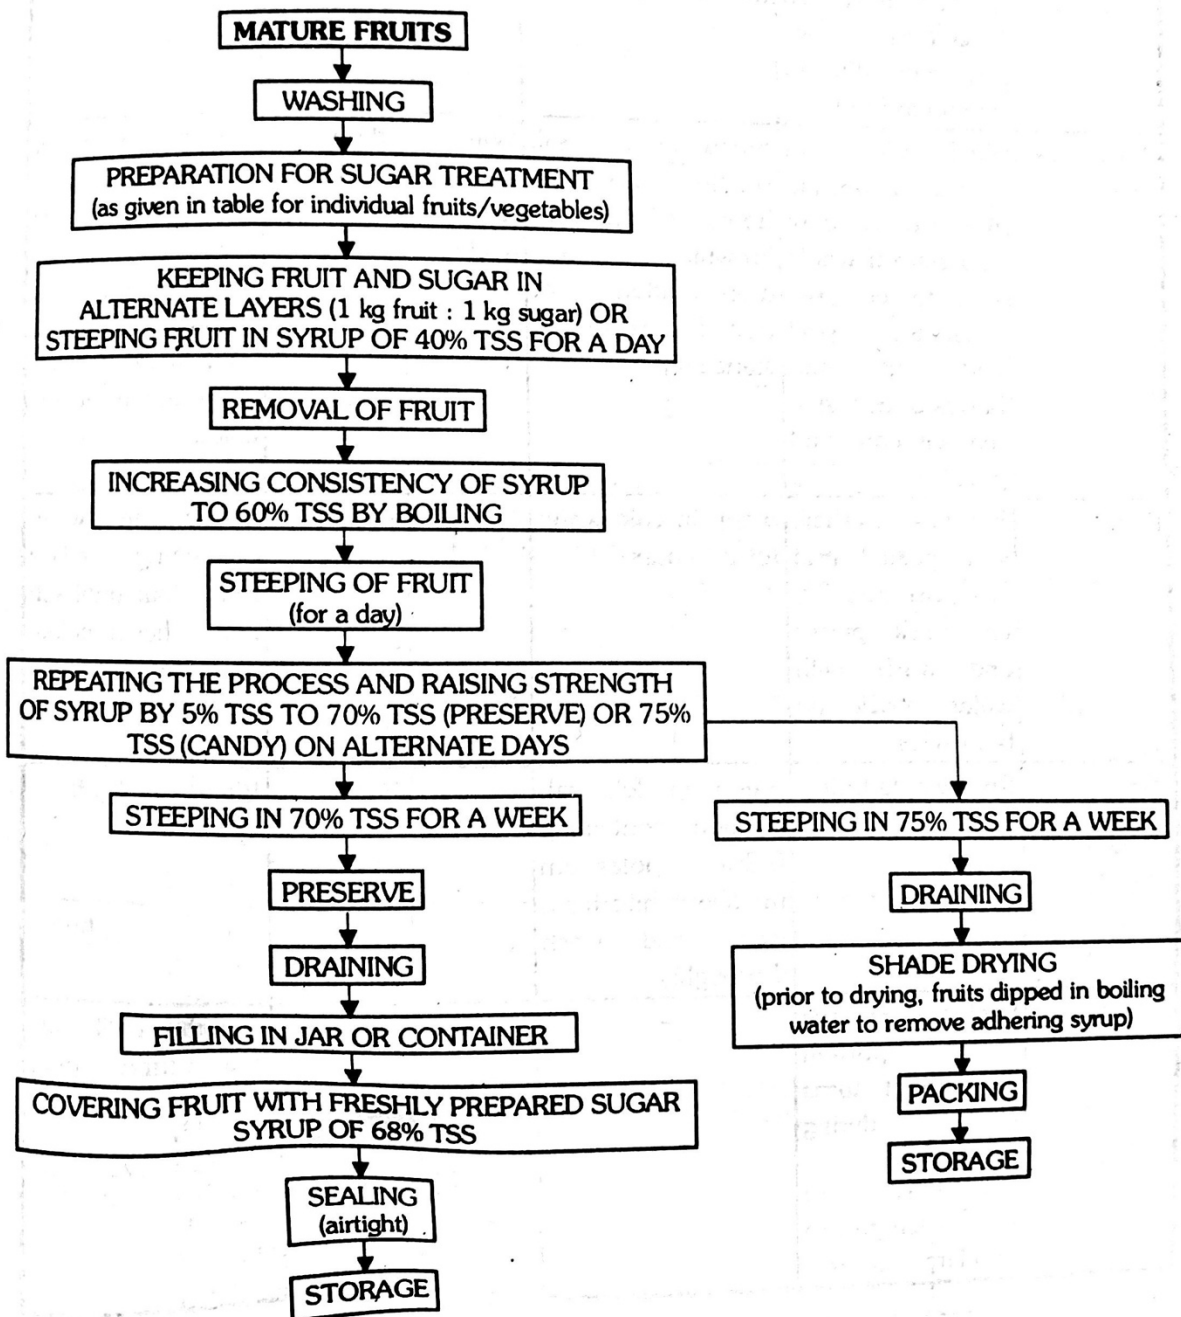 MATURE FRUITS
WASHING
PREPARATION FOR SUGAR TREATMENT
(as given in table for individual fruits/vegetables)
KEEPING FRUIT AND SUGAR IN
ALTERNATE LAYERS (1 kg fruit : 1 kg sugar) OR
STEEPING FRUIT IN SYRUP OF 40% TSS FOR A DAY
REMOVAL OF FRUIT
INCREASING CONSISTENCY OF SYRUP
TO 60% TSS BY BOILING
STEEPING OF FRUIT
(for a day)
REPEATING THE PROCESS AND RAISING STRENGTH
OF SYRUP BY 5% TSS TO 70% TSS (PRESERVE) OR 75%
TSS (CANDY) ON ALTERNATE DAYS
STEEPING IN 70% TSS FOR A WEEK
PRESERVE
DRAINING
FILLING IN JAR OR CONTAINER
COVERING FRUIT WITH FRESHLY PREPARED SUGAR
SYRUP OF 68% TSS
SEALING
(airtight)
STORAGE
STEEPING IN 75% TSS FOR A WEEK
DRAINING
SHADE DRYING
(prior to drying, fruits dipped in boiling
water to remove adhering syrup)
PACKING
STORAGE